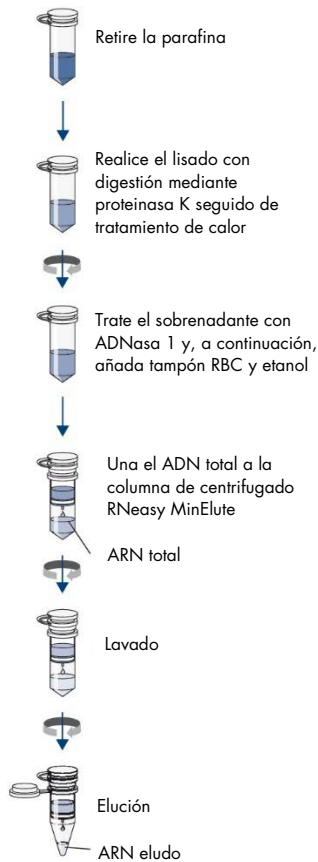 Retire la parafina
Realice el lisado con
digestión mediante
proteinasa K seguido de
tratamiento de calor
Trate el sobrenadante con
ADNasa 1 y, a continuación,
añada tampón RBC y etanol
Una el ADN total a la
columna de centrifugado
RNeasy MinElute
ARN total
Lavado
Elución
ARN eludo